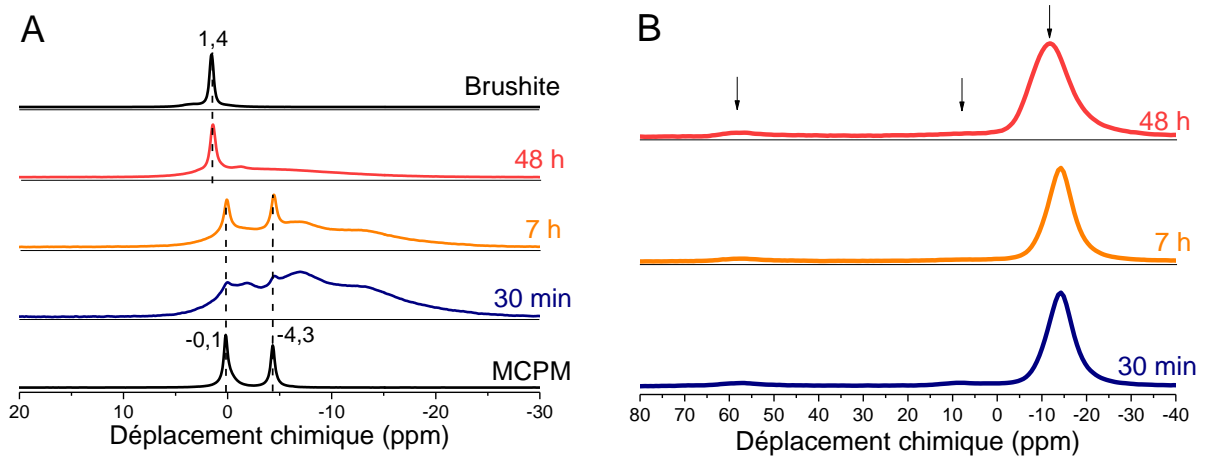 A
1,4
Brushite
48 h
7 h
30 min
-0,1
-4,3
MCPM
20 10 0 -10 -20 -30
Déplacement chimique (ppm)
B
48 h
7 h
30 min
80 70 60 50 40 30 20 10 0 -10 -20 -30 -40
Déplacement chimique (ppm)